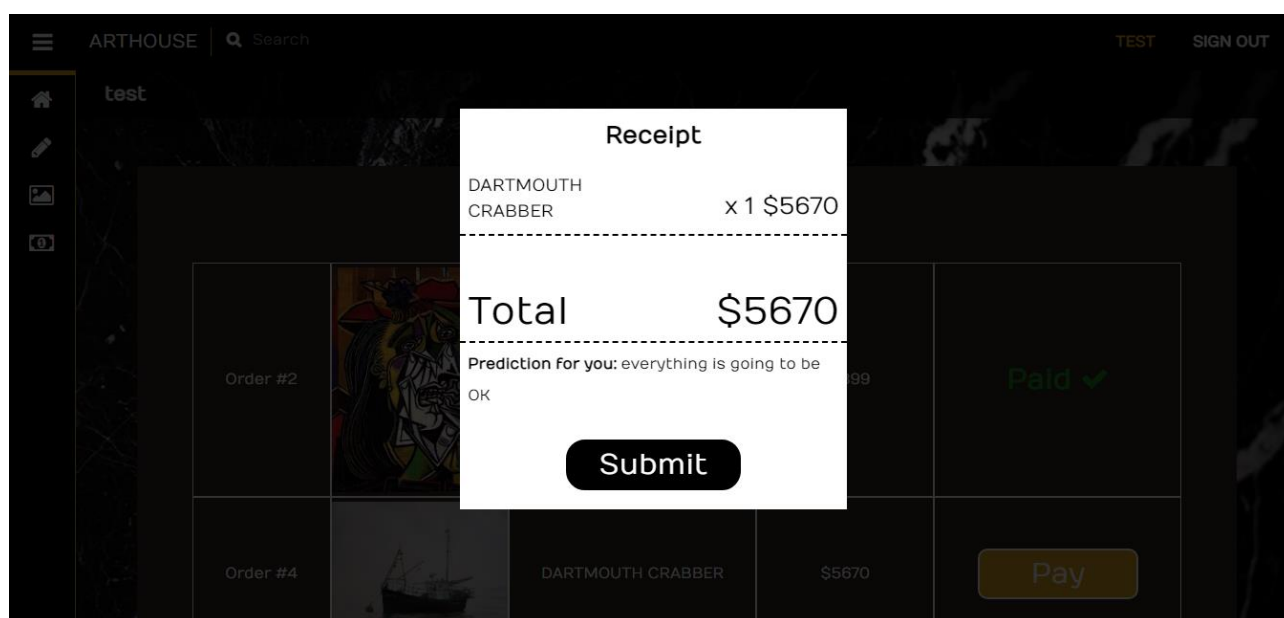 ARTHOUSE Search TEST SIGN OUT
test
Receipt
DARTMOUTH
CRABBER x 1 $5670
Total $5670
Prediction for you: everything is going to be
OK
Submit
Order #2 99 Paid
Order #4 DARTMOUTH CRABBER $5670 Pay